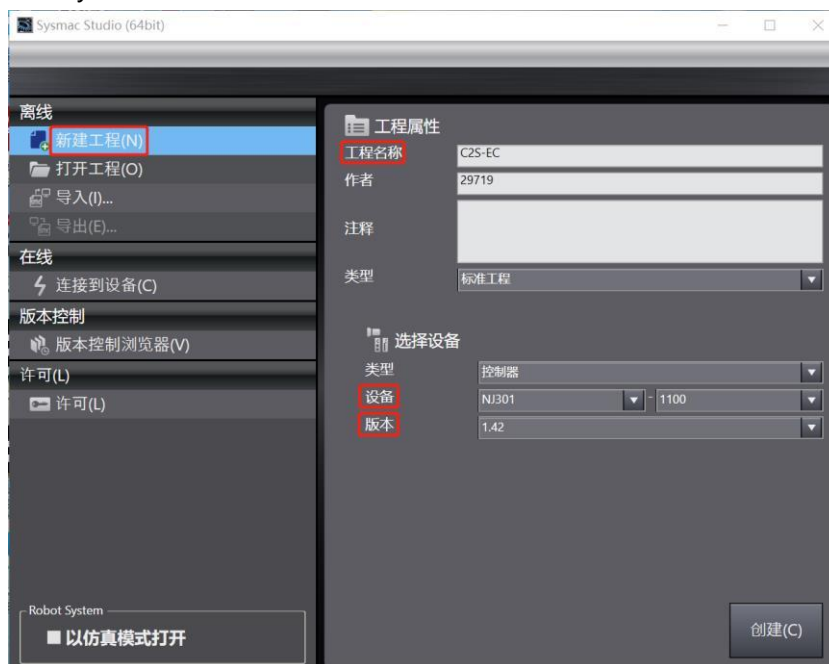 Sysmac Studio (64bit)
离线
新建工程(N)
打开工程(O)
导入(I)...
导出(E)...
在线
连接到设备(C)
版本控制
版本控制浏览器(V)
许可(L)
许可(L)
Robot System
以仿真模式打开
工程属性
工程名称 C2S-EC
作者 29719
注释
类型 标准工程
选择设备
类型 控制器
设备 NJ301 - 1100
版本 1.42
创建(C)